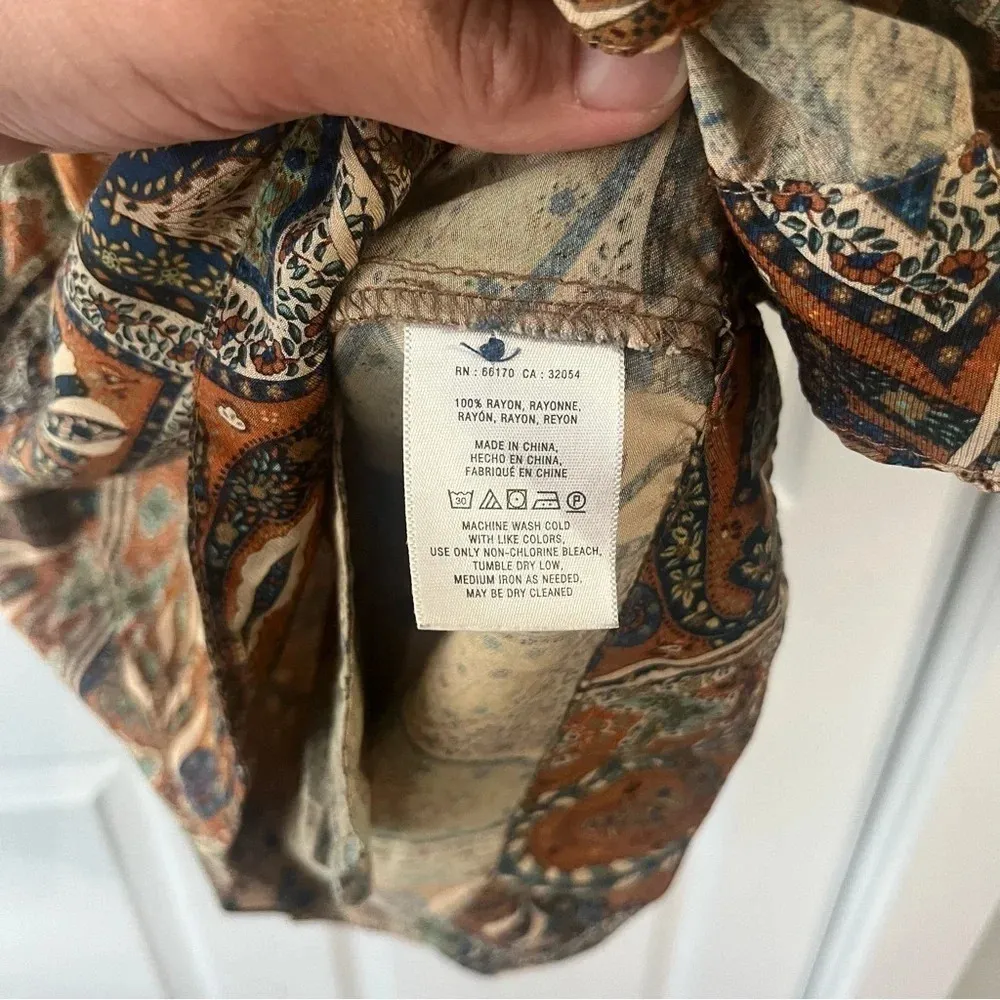 RN : 66170 CA : 32054
100% RAYON, RAYONNE,
RAYÓN, RAYON, REYON
MADE IN CHINA,
HECHO EN CHINA,
FABRIQUÉ EN CHINE
30 P
MACHINE WASH COLD
WITH LIKE COLORS,
USE ONLY NON-CHLORINE BLEACH,
TUMBLE DRY LOW,
MEDIUM IRON AS NEEDED,
MAY BE DRY CLEANED